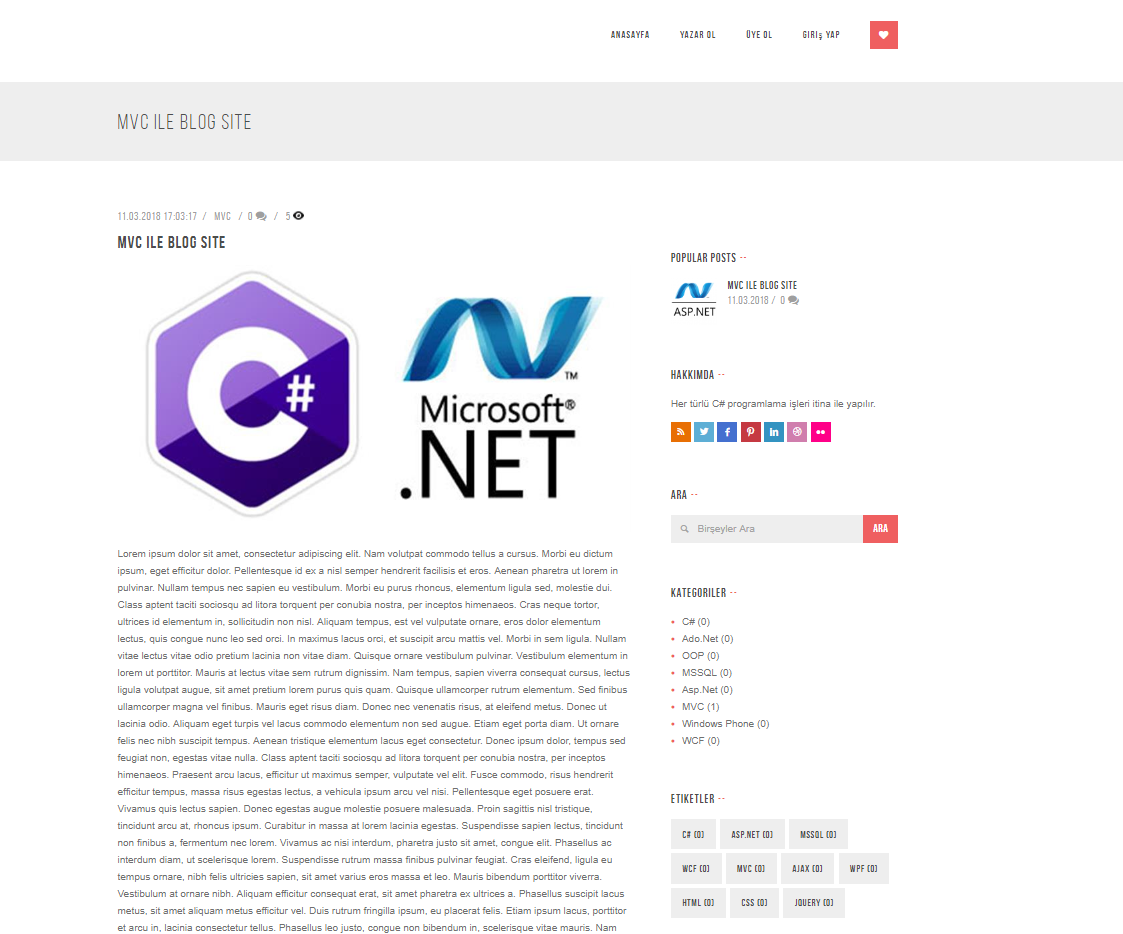 ANASAYFA YAZAR OL ÜYE OL GIRIş YAP
MVC ILE BLOG SITE
11.03.2018 17:03:17 / MVC / 0 / 5
MVC ILE BLOG SITE
C#
TM
Microsoft®
.NET
Lorem ipsum dolor sit amet, consectetur adipiscing elit. Nam volutpat commodo tellus a cursus. Morbi eu dictum
ipsum, eget efficitur dolor. Pellentesque id ex a nisl semper hendrerit facilisis et eros. Aenean pharetra ut lorem in
pulvinar. Nullam tempus nec sapien eu vestibulum. Morbi eu purus rhoncus, elementum ligula sed, molestie dui.
Class aptent taciti sociosqu ad litora torquent per conubia nostra, per inceptos himenaeos. Cras neque tortor,
ultrices id elementum in, sollicitudin non nisl. Aliquam tempus, est vel vulputate ornare, eros dolor elementum
lectus, quis congue nunc leo sed orci. In maximus lacus orci, et suscipit arcu mattis vel. Morbi in sem ligula. Nullam
vitae lectus vitae odio pretium lacinia non vitae diam. Quisque ornare vestibulum pulvinar. Vestibulum elementum in
lorem ut porttitor. Mauris at lectus vitae sem rutrum dignissim. Nam tempus, sapien viverra consequat cursus, lectus
ligula volutpat augue, sit amet pretium lorem purus quis quam. Quisque ullamcorper rutrum elementum. Sed finibus
ullamcorper magna vel finibus. Mauris eget risus diam. Donec nec venenatis risus, at eleifend metus. Donec ut
lacinia odio. Aliquam eget turpis vel lacus commodo elementum non sed augue. Etiam eget porta diam. Ut ornare
felis nec nibh suscipit tempus. Aenean tristique elementum lacus eget consectetur. Donec ipsum dolor, tempus sed
feugiat non, egestas vitae nulla. Class aptent taciti sociosqu ad litora torquent per conubia nostra, per inceptos
himenaeos. Praesent arcu lacus, efficitur ut maximus semper, vulputate vel elit. Fusce commodo, risus hendrerit
efficitur tempus, massa risus egestas lectus, a vehicula ipsum arcu vel nisi. Pellentesque eget posuere erat.
Vivamus quis lectus sapien. Donec egestas augue molestie posuere malesuada. Proin sagittis nisl tristique,
tincidunt arcu at, rhoncus ipsum. Curabitur in massa at lorem lacinia egestas. Suspendisse sapien lectus, tincidunt
non finibus a, fermentum nec lorem. Vivamus ac nisi interdum, pharetra justo sit amet, congue elit. Phasellus ac
interdum diam, ut scelerisque lorem. Suspendisse rutrum massa finibus pulvinar feugiat. Cras eleifend, ligula eu
tempus ornare, nibh felis ultricies sapien, sit amet varius eros massa et leo. Mauris bibendum porttitor viverra.
Vestibulum at ornare nibh. Aliquam efficitur consequat erat, sit amet pharetra ex ultrices a. Phasellus suscipit lacus
metus, sit amet aliquam metus efficitur vel. Duis rutrum fringilla ipsum, eu placerat felis. Etiam ipsum lacus, porttitor
et arcu in, lacinia consectetur tellus. Phasellus leo justo, congue non bibendum in, scelerisque vitae mauris. Nam
POPULAR POSTS --
ASP.NET
MVC ILE BLOG SITE
11.03.2018 / 0
HAKKIMDA --
Her türlü C# programlama işleri itina ile yapılır.
ARA --
Birşeyler Ara ARA
KATEGORILER --
C# (0)
Ado.Net (0)
OOP (0)
MSSQL (0)
Asp.Net (0)
MVC (1)
Windows Phone (0)
WCF (0)
ETIKETLER --
C# (0) ASP.NET (0) MSSQL (0)
WCF (0) MVC (0) AJAX (0) WPF (0)
HTML (0) CSS (0) JQUERY (0)